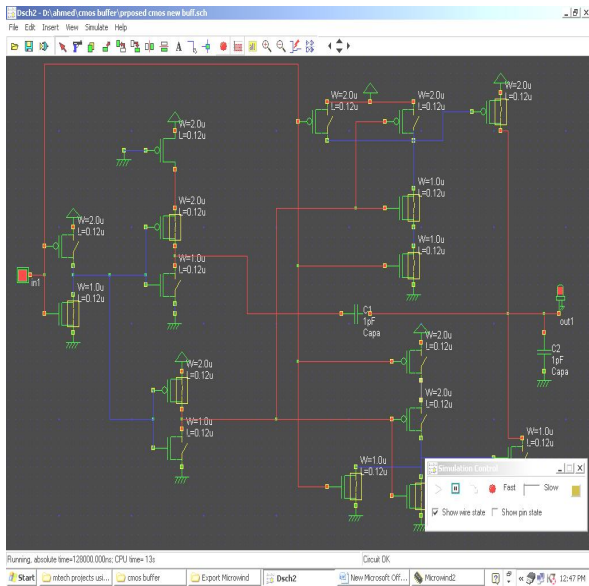 Dsch2 - D:\ahmed\cmos buffer\prposed cmos new buff.sch
File Edit Insert View Simulate Help
W=2.0u
L=0.12u
W=2.0u
L=0.12u
W=2.0u
L=0.12u
W=2.0u
L=0.12u
W=2.0u
L=0.12u
W=1.0u
L=0.12u
W=2.0u
L=0.12u
W=1.0u
L=0.12u
W=1.0u
L=0.12u
in1
W=1.0u
L=0.12u
C1
1pF
Capa
out1
W=2.0u
L=0.12u
C2
1pF
Capa
W=2.0u
L=0.12u
W=2.0u
L=0.12u
W=1.0u
L=0.12u
W=1.0u
L=0.12u
W=1.0u
L=0.12u
Simulation Control
Fast
Slow
Show wire state
Show pin state
Running, absolute time=128000.000ns; CPU time= 13s
Circuit OK
Start
mtech projects usi...
cmos buffer
Export Microwind
Dsch2
New Microsoft Off...
Microwind2
12:47 PM